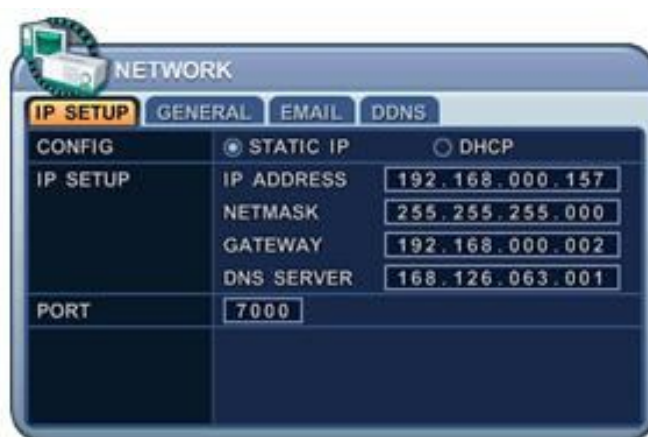 NETWORK
IP SETUP GENERAL EMAIL DDNS
CONFIG STATIC IP DHCP
IP SETUP IP ADDRESS 192.168.000.157
NETMASK 255.255.255.000
GATEWAY 192.168.000.002
DNS SERVER 168.126.063.001
PORT 7000